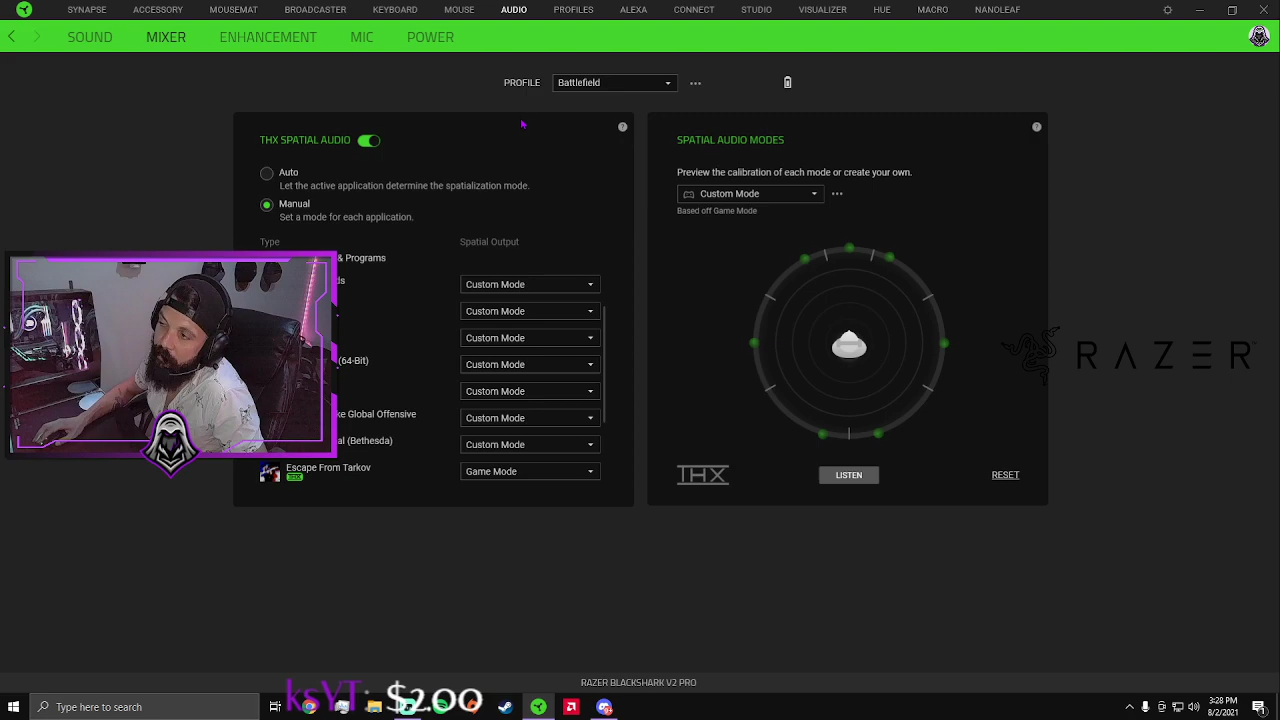 SYNAPSE ACCESSORY MOUSEMAT BROADCASTER KEYBOARD MOUSE AUDIO PROFILES ALEXA CONNECT STUDIO VISUALIZER HUE MACRO NANOLEAF
SOUND MIXER ENHANCEMENT MIC POWER
PROFILE Battlefield
THX SPATIAL AUDIO
Auto
Let the active application determine the spatialization mode.
Manual
Set a mode for each application.
Type Spatial Output
& Programs
ds Custom Mode
Custom Mode
Custom Mode
(64-Bit) Custom Mode
Custom Mode
ke Global Offensive Custom Mode
al (Bethesda) Custom Mode
Escape From Tarkov Game Mode
THX
SPATIAL AUDIO MODES
Preview the calibration of each mode or create your own.
Custom Mode
Based off Game Mode
THX LISTEN RESET
RAZER
RAZER BLACKSHARK V2 PRO
ksYT: $2.00
Type here to search
3:28 PM
8/2/2021